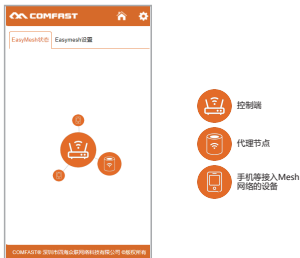 COMFAST
EasyMesh状态 Easymesh设置
控制端
代理节点
手机等接入Mesh
网络的设备
COMFAST® 深圳市四海众联网络科技有限公司 ©版权所有